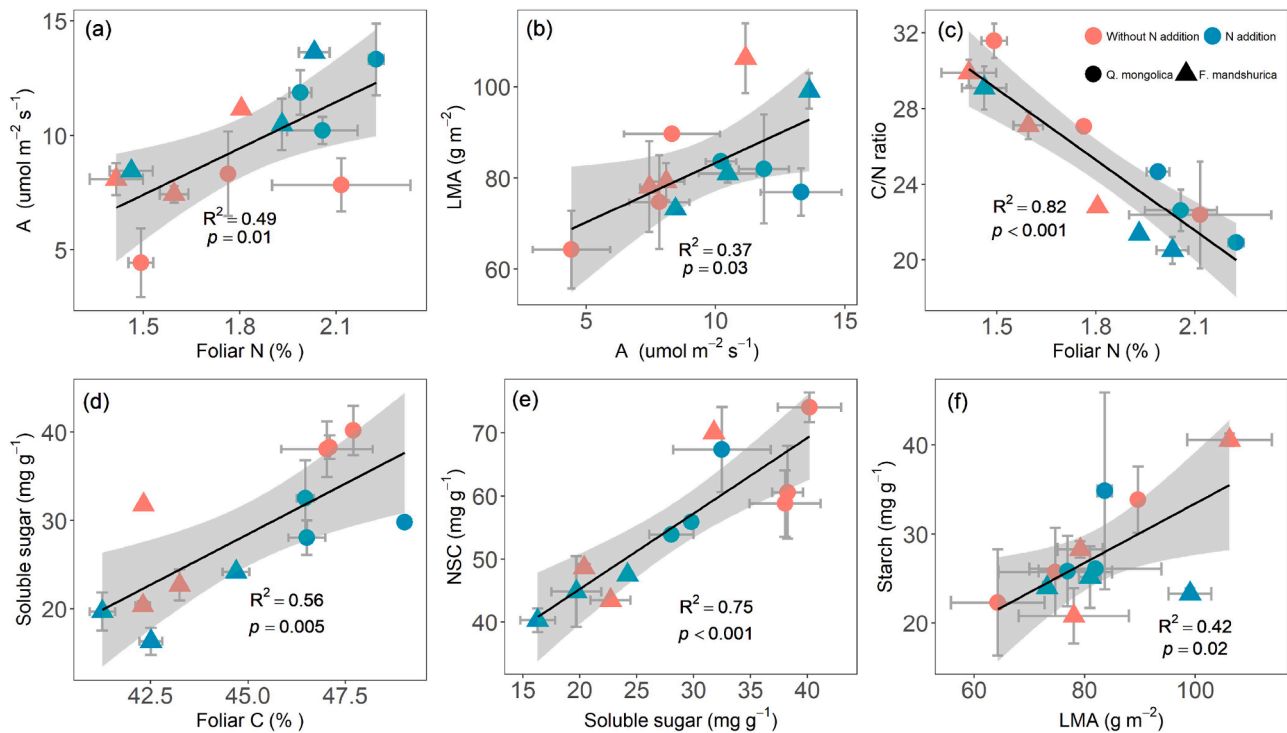 (a)
15
10
5
A (umol m⁻² s⁻¹)
R² = 0.49
p = 0.01
1.5 1.8 2.1
Foliar N (% )
(b)
100
80
60
LMA (g m⁻²)
R² = 0.37
p = 0.03
5 10 15
A (umol m⁻² s⁻¹)
(c)
Without N addition N addition
Q. mongolica F. mandshurica
32
28
24
20
C/N ratio
R² = 0.82
p < 0.001
1.5 1.8 2.1
Foliar N (% )
(d)
40
30
20
Soluble sugar (mg g⁻¹)
R² = 0.56
p = 0.005
42.5 45.0 47.5
Foliar C (% )
(e)
70
60
50
40
NSC (mg g⁻¹)
R² = 0.75
p < 0.001
15 20 25 30 35 40
Soluble sugar (mg g⁻¹)
(f)
40
30
20
Starch (mg g⁻¹)
R² = 0.42
p = 0.02
60 80 100
LMA (g m⁻²)